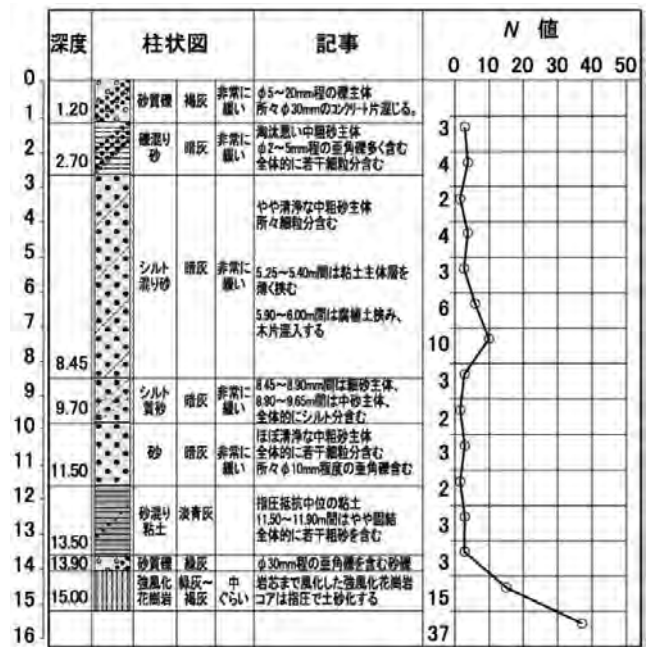 深度 柱状図 記事 N 値
0 10 20 30 40 50
0
1
2
3
4
5
6
7
8
9
10
11
12
13
14
15
16
1.20 砂質礫 褐灰 非常に緩い
φ5～20mm程の礫主体
所々φ30mmのコンクリート片混じる。
2.70 礫混り砂 暗灰 非常に緩い
淘汰悪い中粗砂主体
φ2～5mm程の亜角礫多く含む
全体的に若干細粒分含む
8.45 シルト混り砂 暗灰 非常に緩い
やや清浄な中粗砂主体
所々細粒分含む
5.25～5.40m間は粘土主体層を
薄く挟む
5.90～6.00m間は腐植土挟み、
木片混入する
9.70 シルト質砂 暗灰 非常に緩い
8.45～8.90mm間は細砂主体、
8.90～9.65m間は中砂主体、
全体的にシルト分含む
11.50 砂 暗灰 非常に緩い
ほぼ清浄な中粗砂主体
全体的に若干細粒分含む
所々φ10mm程度の亜角礫含む
13.50 砂混り粘土 淡青灰
指圧抵抗中位の粘土
11.50～11.90m間はやや固結
全体的に若干砂を含む
13.90 砂質礫 緑灰 φ30mm程の亜角礫を含む砂礫
15.00 強風化花崗岩 緑灰～褐灰 中ぐらい
岩芯まで風化した強風化花崗岩
コアは指圧で土砂化する
3
4
2
4
3
6
10
3
2
3
2
3
3
15
37